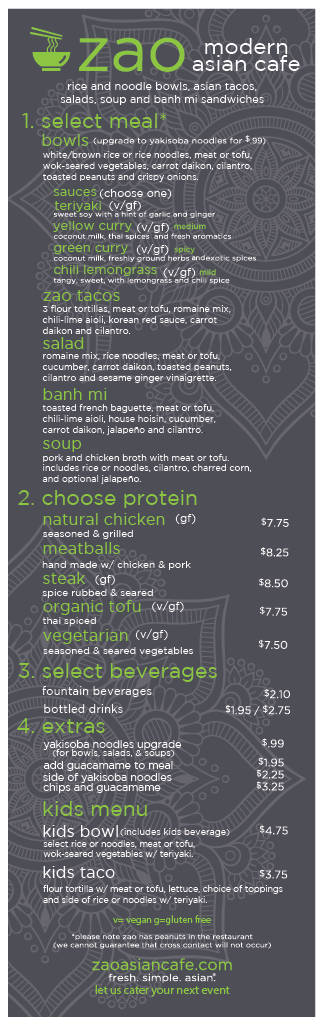 zao modern
asian cafe
rice and noodle bowls, asian tacos,
salads, soup and banh mi sandwiches
1. select meal*
bowls (upgrade to yakisoba noodles for $.99)
white/brown rice or rice noodles, meat or tofu,
wok-seared vegetables, carrot daikon, cilantro,
toasted peanuts and crispy onions.
sauces (choose one)
teriyaki (v/gf)
sweet soy with a hint of garlic and ginger
yellow curry (v/gf) medium
coconut milk, thai spices and fresh aromatics
green curry (v/gf) spicy
coconut milk, freshly ground herbs andexotic spices
chili lemongrass (v/gf) mild
tangy, sweet, with lemongrass and chili spice
zao tacos
3 flour tortillas, meat or tofu, romaine mix,
chili-lime aioli, korean red sauce, carrot
daikon and cilantro.
salad
romaine mix, rice noodles, meat or tofu,
cucumber, carrot daikon, toasted peanuts,
cilantro and sesame ginger vinaigrette.
banh mi
toasted french baguette, meat or tofu,
chili-lime aioli, house hoisin, cucumber,
carrot daikon, jalapeño and cilantro.
soup
pork and chicken broth with meat or tofu.
includes rice or noodles, cilantro, charred corn,
and optional jalapeño.
2. choose protein
natural chicken (gf) $7.75
seasoned & grilled
meatballs $8.25
hand made w/ chicken & pork
steak (gf) $8.50
spice rubbed & seared
organic tofu (v/gf) $7.75
thai spiced
vegetarian (v/gf) $7.50
seasoned & seared vegetables
3. select beverages
fountain beverages $2.10
bottled drinks $1.95 / $2.75
4. extras
yakisoba noodles upgrade $.99
(for bowls, salads, & soups)
add guacamame to meal $1.95
side of yakisoba noodles $2.25
chips and guacamame $3.25
kids menu
kids bowl (includes kids beverage) $4.75
select rice or noodles, meat or tofu,
wok-seared vegetables w/ teriyaki.
kids taco $3.75
flour tortilla w/ meat or tofu, lettuce, choice of toppings
and side of rice or noodles w/ teriyaki.
v= vegan g=gluten free
*please note zao has peanuts in the restaurant
(we cannot guarantee that cross contact will not occur)
zaoasiancafe.com
fresh. simple. asian.
let us cater your next event